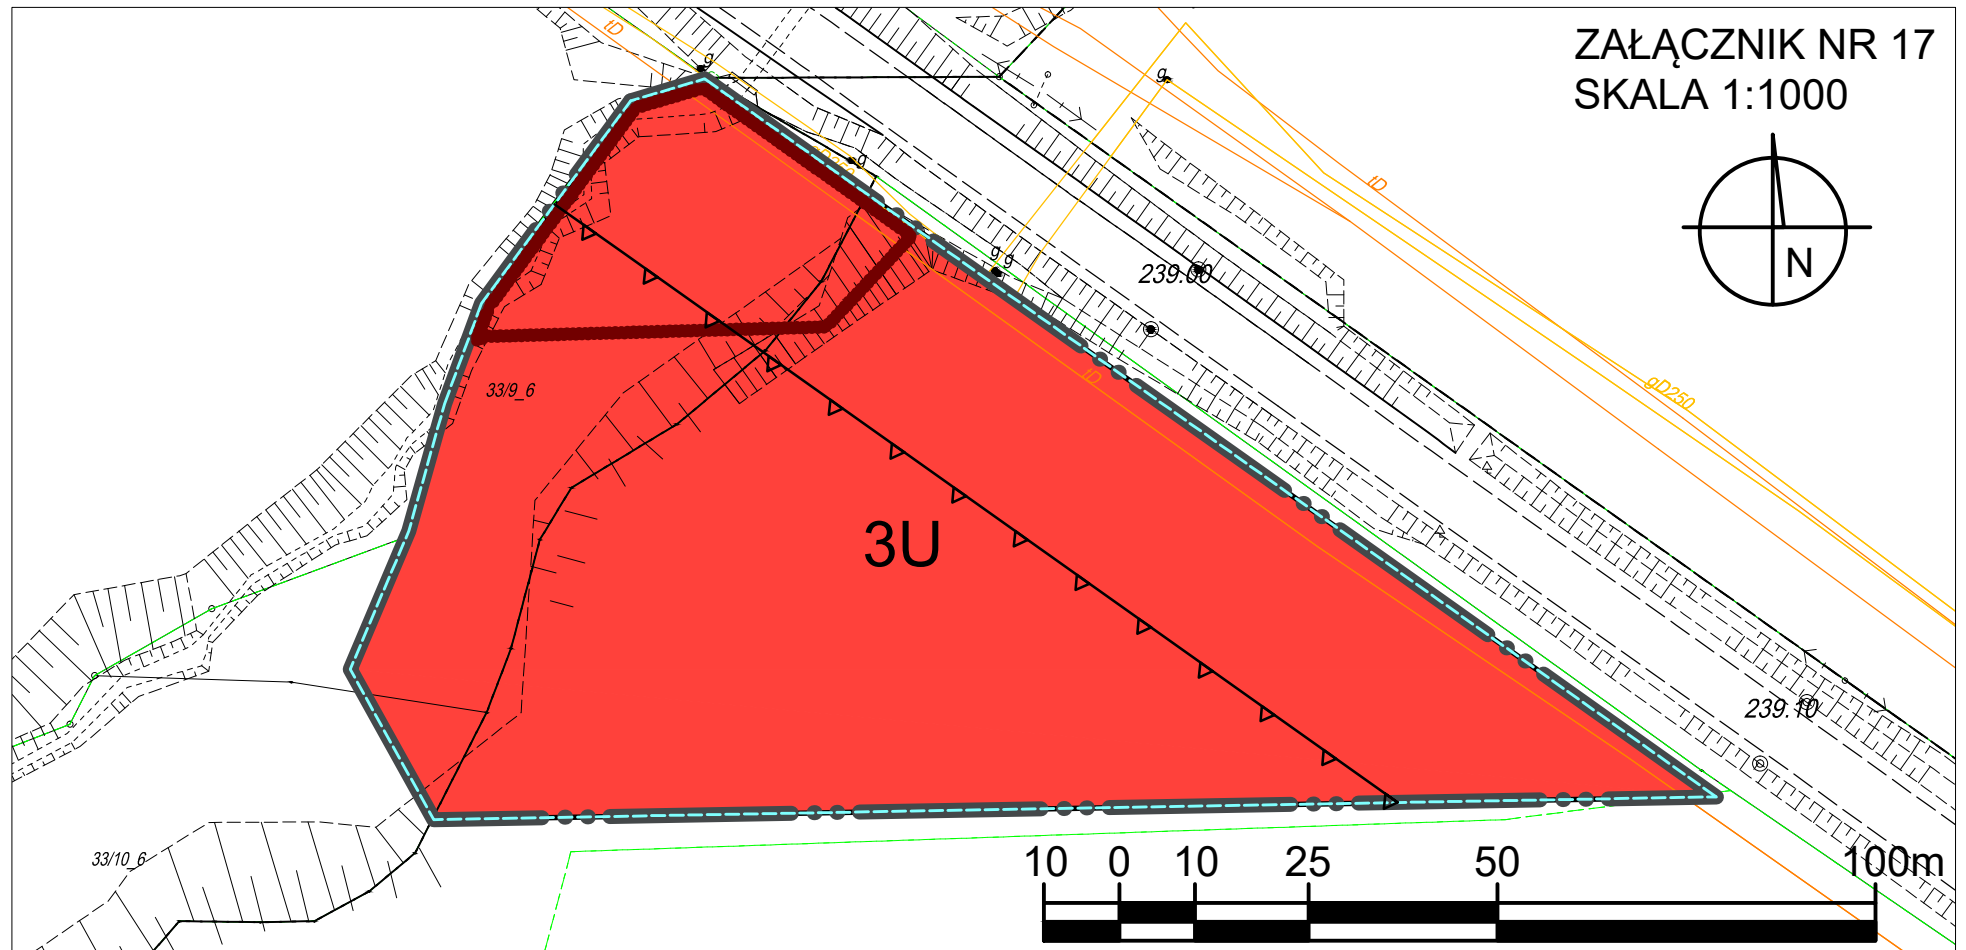 ZAŁĄCZNIK NR 17
SKALA 1:1000
N
tD
g
g
g
g g
tD
239.00
tD
gD250
33/9_6
3U
239.10
33/10_6
10 0 10 25 50 100m